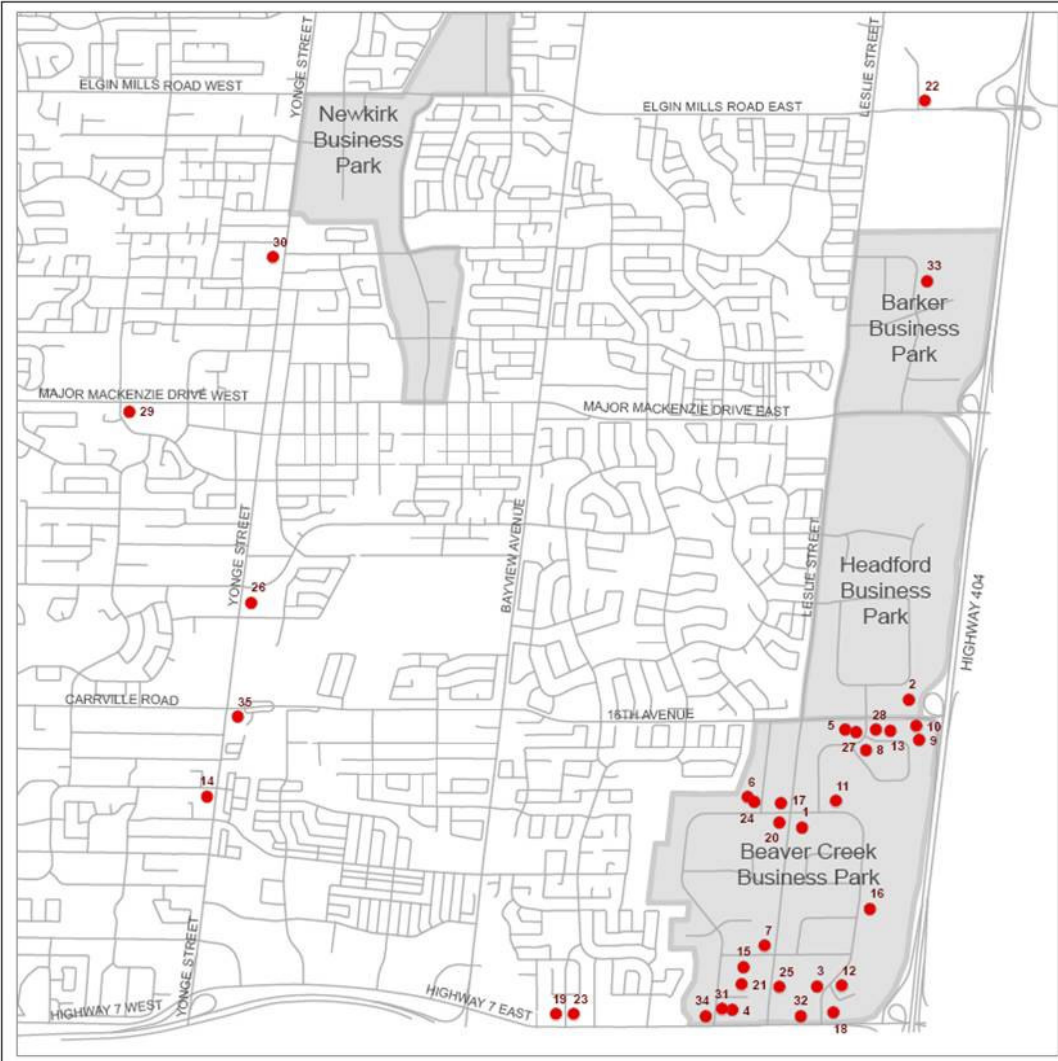 YONGE STREET
LESLIE STREET
ELGIN MILLS ROAD WEST
22
ELGIN MILLS ROAD EAST
Newkirk
Business
Park
30
33
Barker
Business
Park
MAJOR MACKENZIE DRIVE WEST
29
MAJOR MACKENZIE DRIVE EAST
YONGE STREET
BAYVIEW AVENUE
LESLIE STREET
Headford
Business
Park
HIGHWAY 404
26
2
CARRVILLE ROAD
35
16TH AVENUE
5
28
10
27
8
13
9
14
6
24
17
11
20
1
Beaver Creek
Business Park
16
YONGE STREET
7
15
21
25
3
12
HIGHWAY 7 WEST
HIGHWAY 7 EAST
19
23
34
31
4
32
18